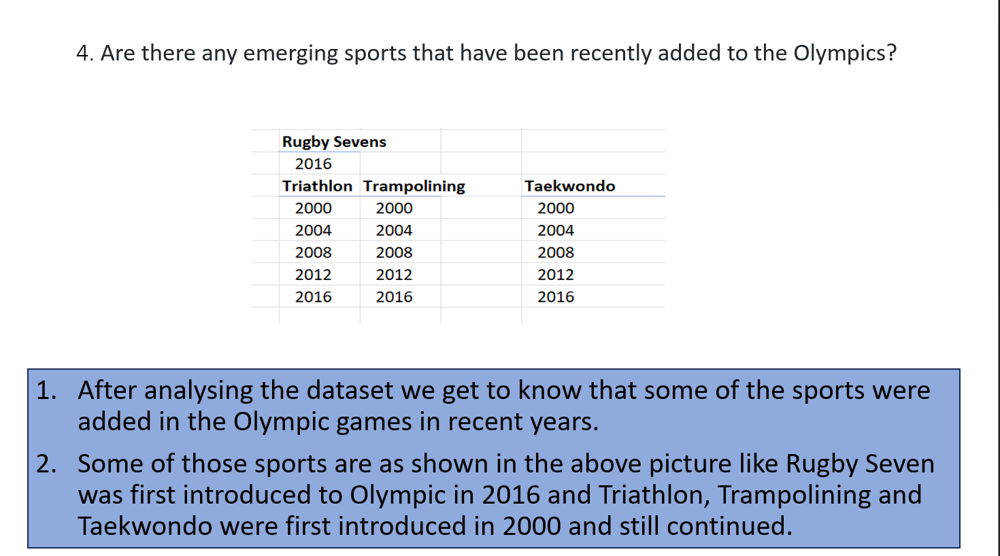 4. Are there any emerging sports that have been recently added to the Olympics?
Rugby Sevens
2016
Triathlon Trampolining Taekwondo
2000 2000 2000
2004 2004 2004
2008 2008 2008
2012 2012 2012
2016 2016 2016
1. After analysing the dataset we get to know that some of the sports were
added in the Olympic games in recent years.
2. Some of those sports are as shown in the above picture like Rugby Seven
was first introduced to Olympic in 2016 and Triathlon, Trampolining and
Taekwondo were first introduced in 2000 and still continued.